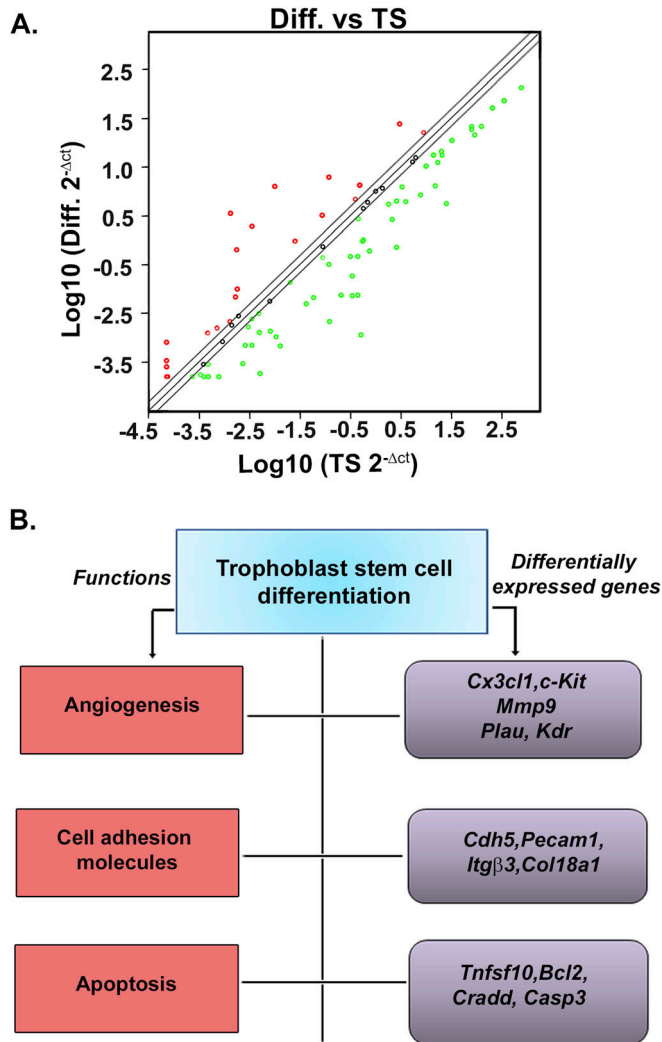 A.
Diff. vs TS
Log10 (Diff. 2^-Δct)
2.5
1.5
1.0
0.5
-0.5
-2.5
-3.5
-4.5 -3.5 -2.5 -1.5 -0.5 0.5 1.5 2.5
Log10 (TS 2^-Δct)
B.
Functions
Trophoblast stem cell
differentiation
Differentially
expressed genes
Angiogenesis
Cx3cl1,c-Kit
Mmp9
Plau, Kdr
Cell adhesion
molecules
Cdh5,Pecam1,
Itgβ3,Col18a1
Apoptosis
Tnfsf10,Bcl2,
Cradd, Casp3